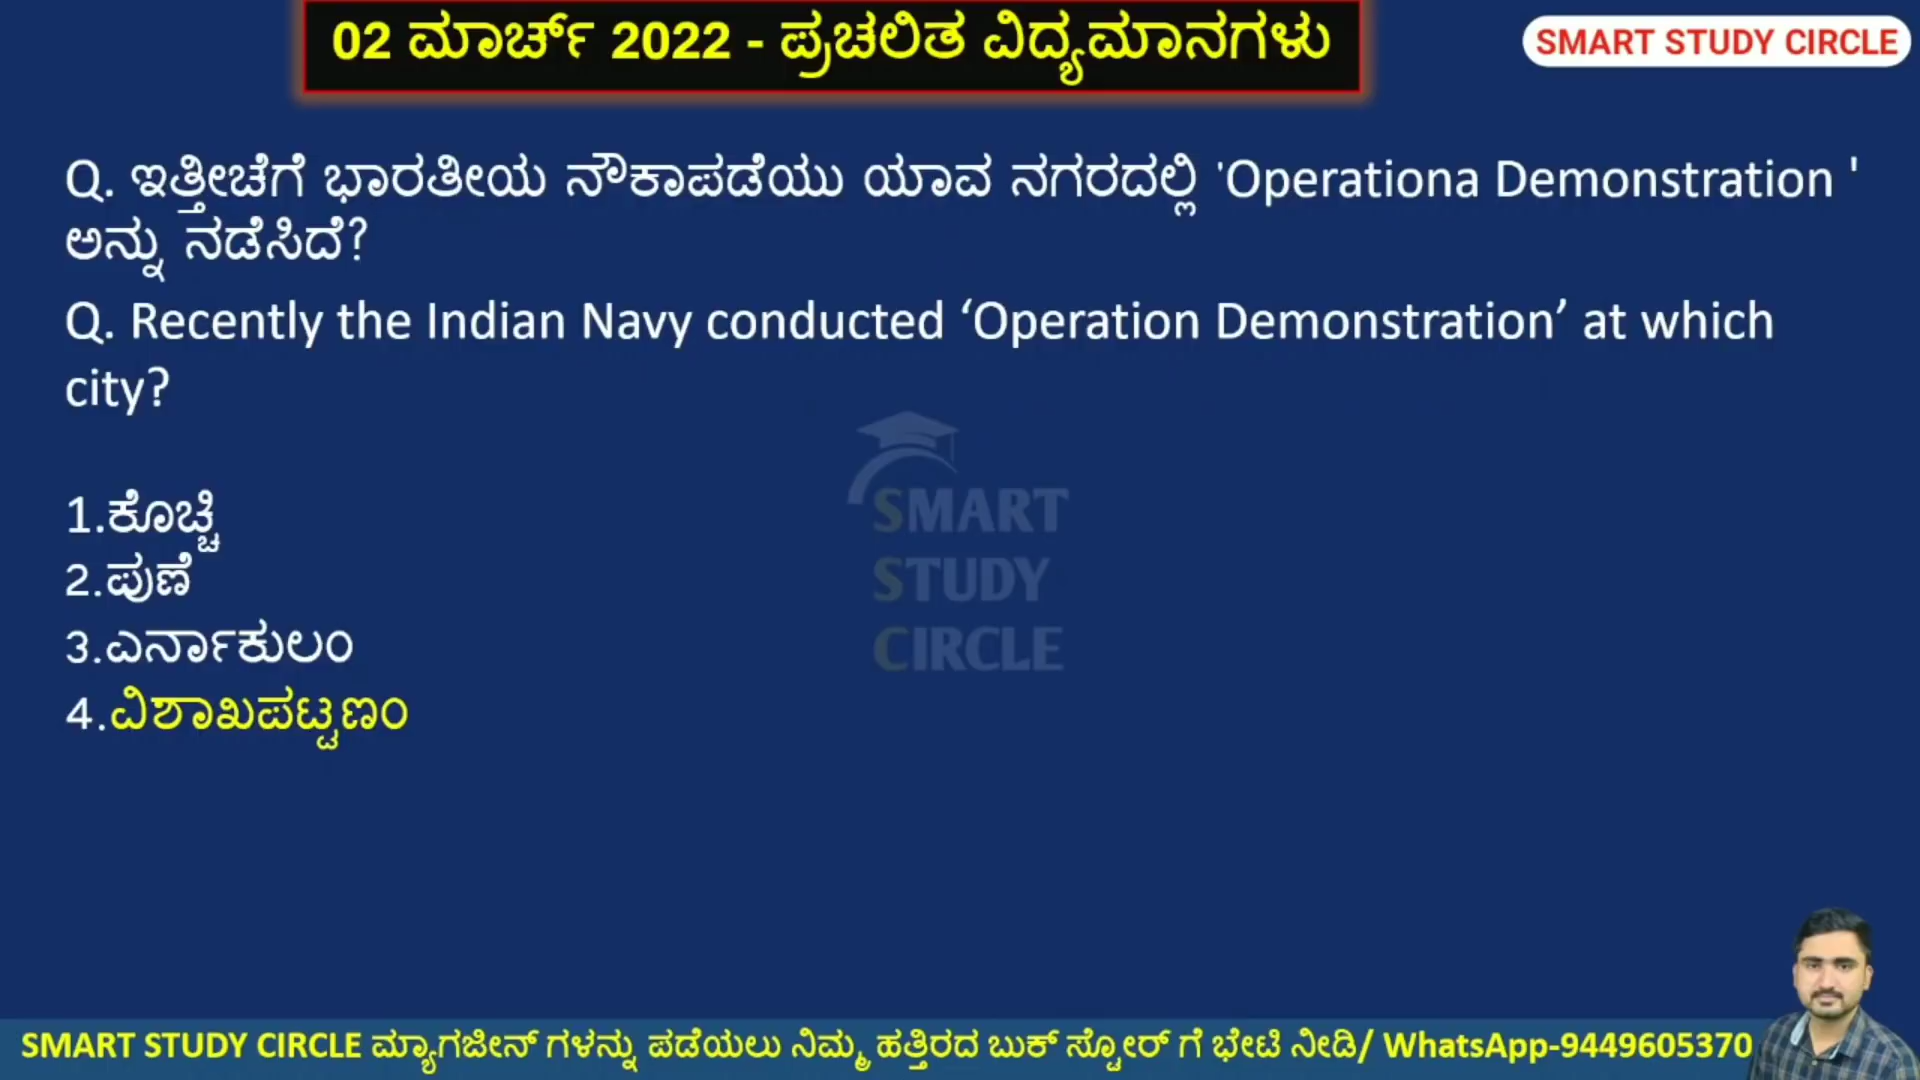 02 ಮಾರ್ಚ್ 2022 - ಪ್ರಚಲಿತ ವಿದ್ಯಮಾನಗಳು
SMART STUDY CIRCLE
Q. ಇತ್ತೀಚೆಗೆ ಭಾರತೀಯ ನೌಕಾಪಡೆಯು ಯಾವ ನಗರದಲ್ಲಿ 'Operationa Demonstration '
ಅನ್ನು ನಡೆಸಿದೆ?
Q. Recently the Indian Navy conducted ‘Operation Demonstration’ at which
city?
1.ಕೊಚ್ಚಿ
2.ಪುಣೆ
3.ಎರ್ನಾಕುಲಂ
4.ವಿಶಾಖಪಟ್ಟಣಂ
SMART
STUDY
CIRCLE
SMART STUDY CIRCLE ಮ್ಯಾಗಜೀನ್ ಗಳನ್ನು ಪಡೆಯಲು ನಿಮ್ಮ ಹತ್ತಿರದ ಬುಕ್ ಸ್ಟೋರ್ ಗೆ ಭೇಟಿ ನೀಡಿ/ WhatsApp-9449605370